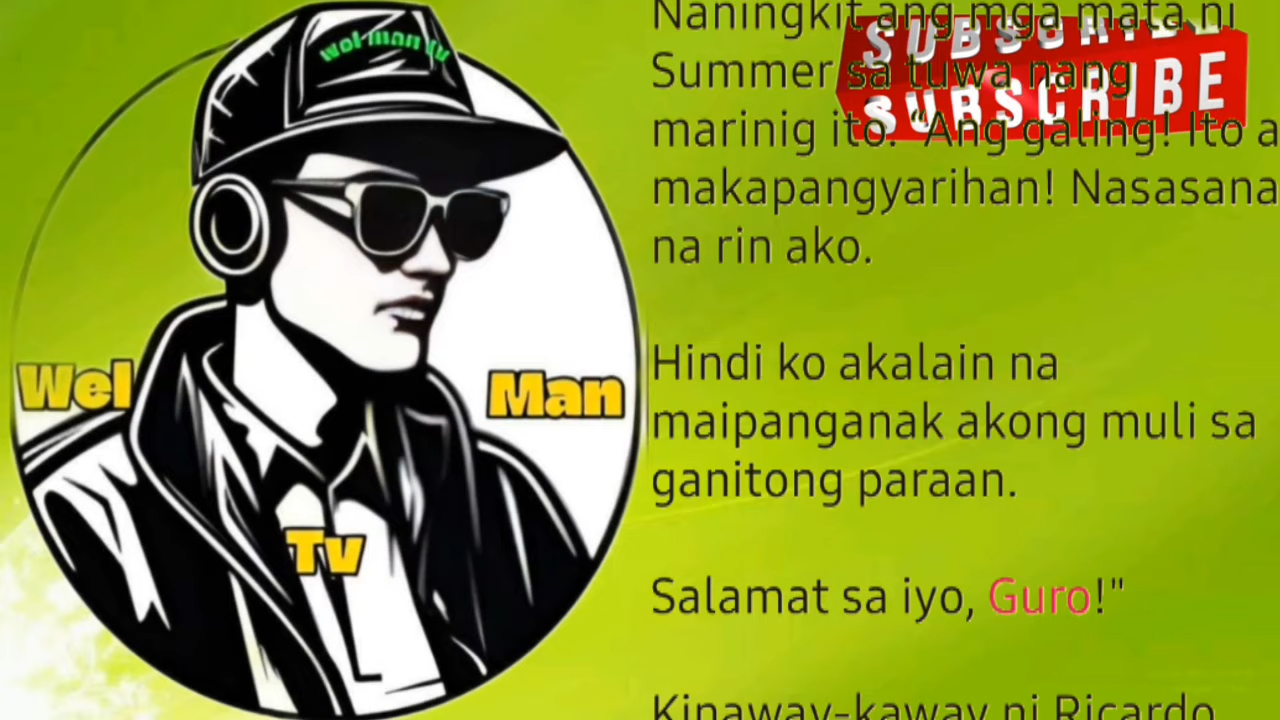 wel man tv
Wel
Man
Tv
SUBSCRIBE
SUBSCRIBE
Naningkit ang mga mata ni
Summer sa tuwa nang
marinig ito. “Ang galing! Ito a
makapangyarihan! Nasasana
na rin ako.
Hindi ko akalain na
maipanganak akong muli sa
ganitong paraan.
Salamat sa iyo, Guro!"
Kinaway-kaway ni Ricardo